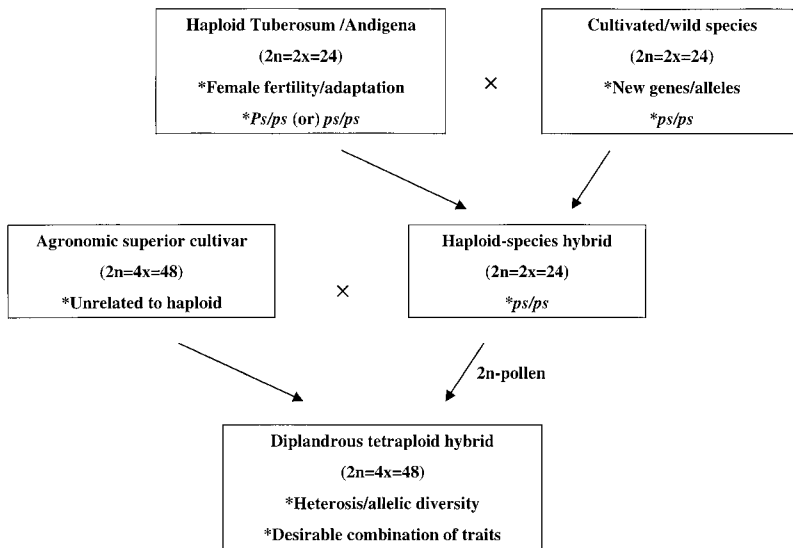 Haploid Tuberosum /Andigena
(2n=2x=24)
*Female fertility/adaptation
*Ps/ps (or) ps/ps
×
Cultivated/wild species
(2n=2x=24)
*New genes/alleles
*ps/ps
Agronomic superior cultivar
(2n=4x=48)
*Unrelated to haploid
×
Haploid-species hybrid
(2n=2x=24)
*ps/ps
2n-pollen
Diplandrous tetraploid hybrid
(2n=4x=48)
*Heterosis/allelic diversity
*Desirable combination of traits